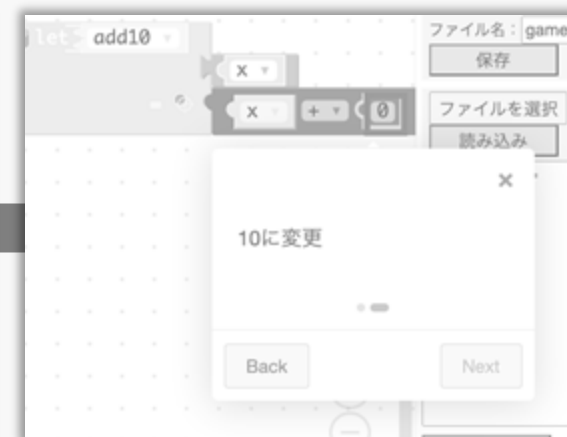 let add10
ファイル名：game
保存
x
x + 0
ファイルを選択
読み込み
×
10に変更
Back Next